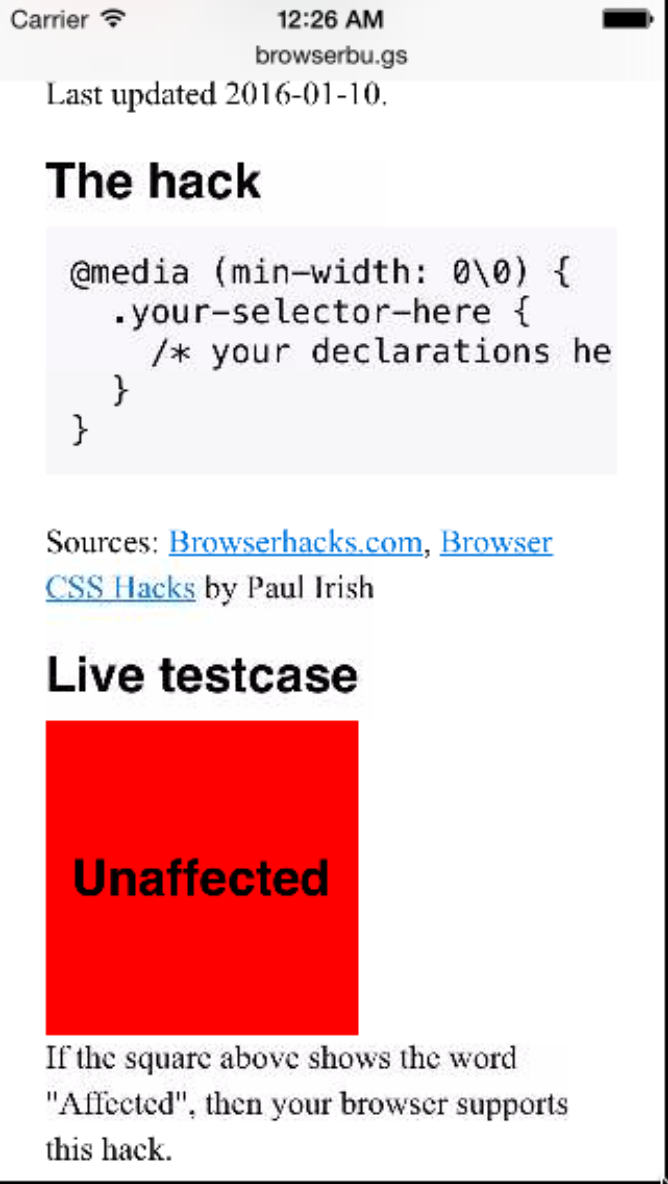 Carrier 12:26 AM
browserbu.gs
Last updated 2016-01-10.
The hack
@media (min-width: 0\0) {
  .your-selector-here {
    /* your declarations he
  }
}
Sources: Browserhacks.com, Browser
CSS Hacks by Paul Irish
Live testcase
Unaffected
If the square above shows the word
"Affected", then your browser supports
this hack.